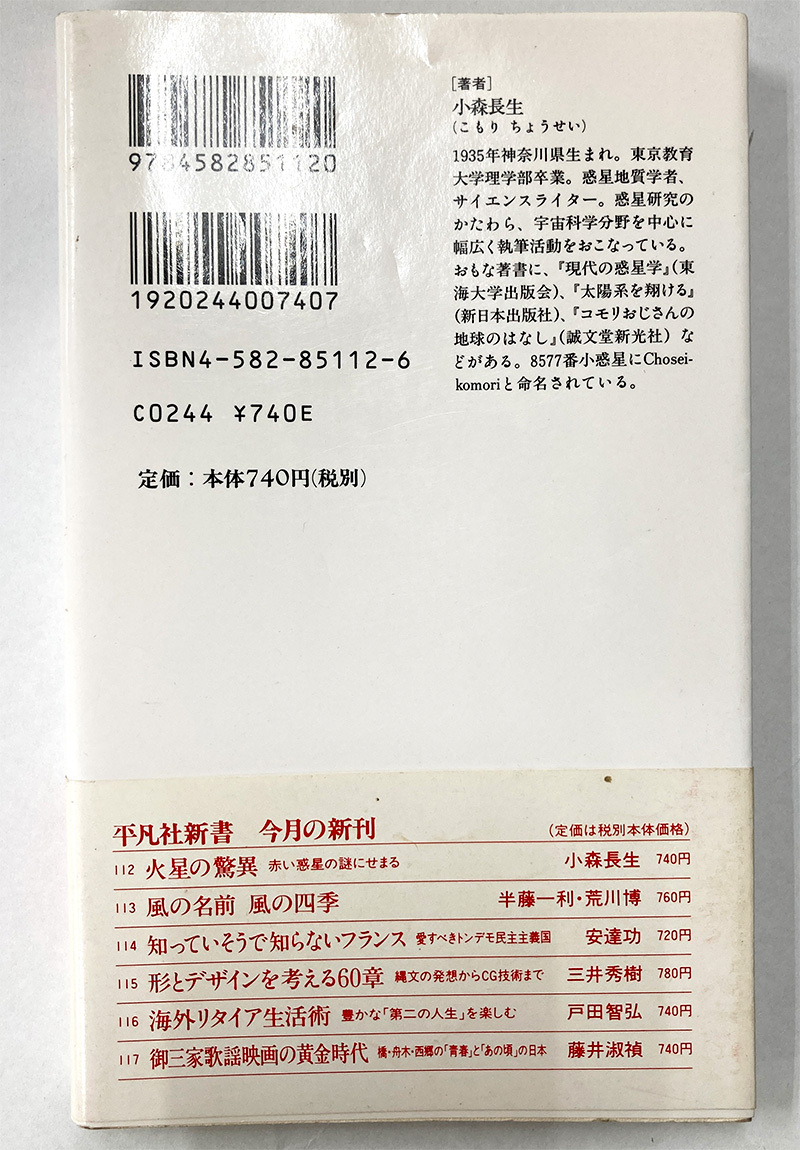 9784582851120
1920244007407
ISBN4-582-85112-6
C0244 ¥740E
定価：本体740円(税別)
[著者]
小森長生
(こもり ちょうせい)
1935年神奈川県生まれ。東京教育
大学理学部卒業。惑星地質学者、
サイエンスライター。惑星研究の
かたわら、宇宙科学分野を中心に
幅広く執筆活動をおこなっている。
おもな著書に、『現代の惑星学』(東
海大学出版会)、『太陽系を翔ける』
(新日本出版社)、『コモリおじさんの
地球のはなし』(誠文堂新光社) な
どがある。8577番小惑星にChosei-
komoriと命名されている。
平凡社新書 今月の新刊 (定価は税別本体価格)
112 火星の驚異 赤い惑星の謎にせまる 小森長生 740円
113 風の名前 風の四季 半藤一利・荒川博 760円
114 知っていそうで知らないフランス 愛すべきトンデモ民主主義国 安達功 720円
115 形とデザインを考える60章 縄文の発想からCG技術まで 三井秀樹 780円
116 海外リタイア生活術 豊かな「第二の人生」を楽しむ 戸田智弘 740円
117 御三家歌謡映画の黄金時代 橋・舟木・西郷の「青春」と「あの頃」の日本 藤井淑禎 740円